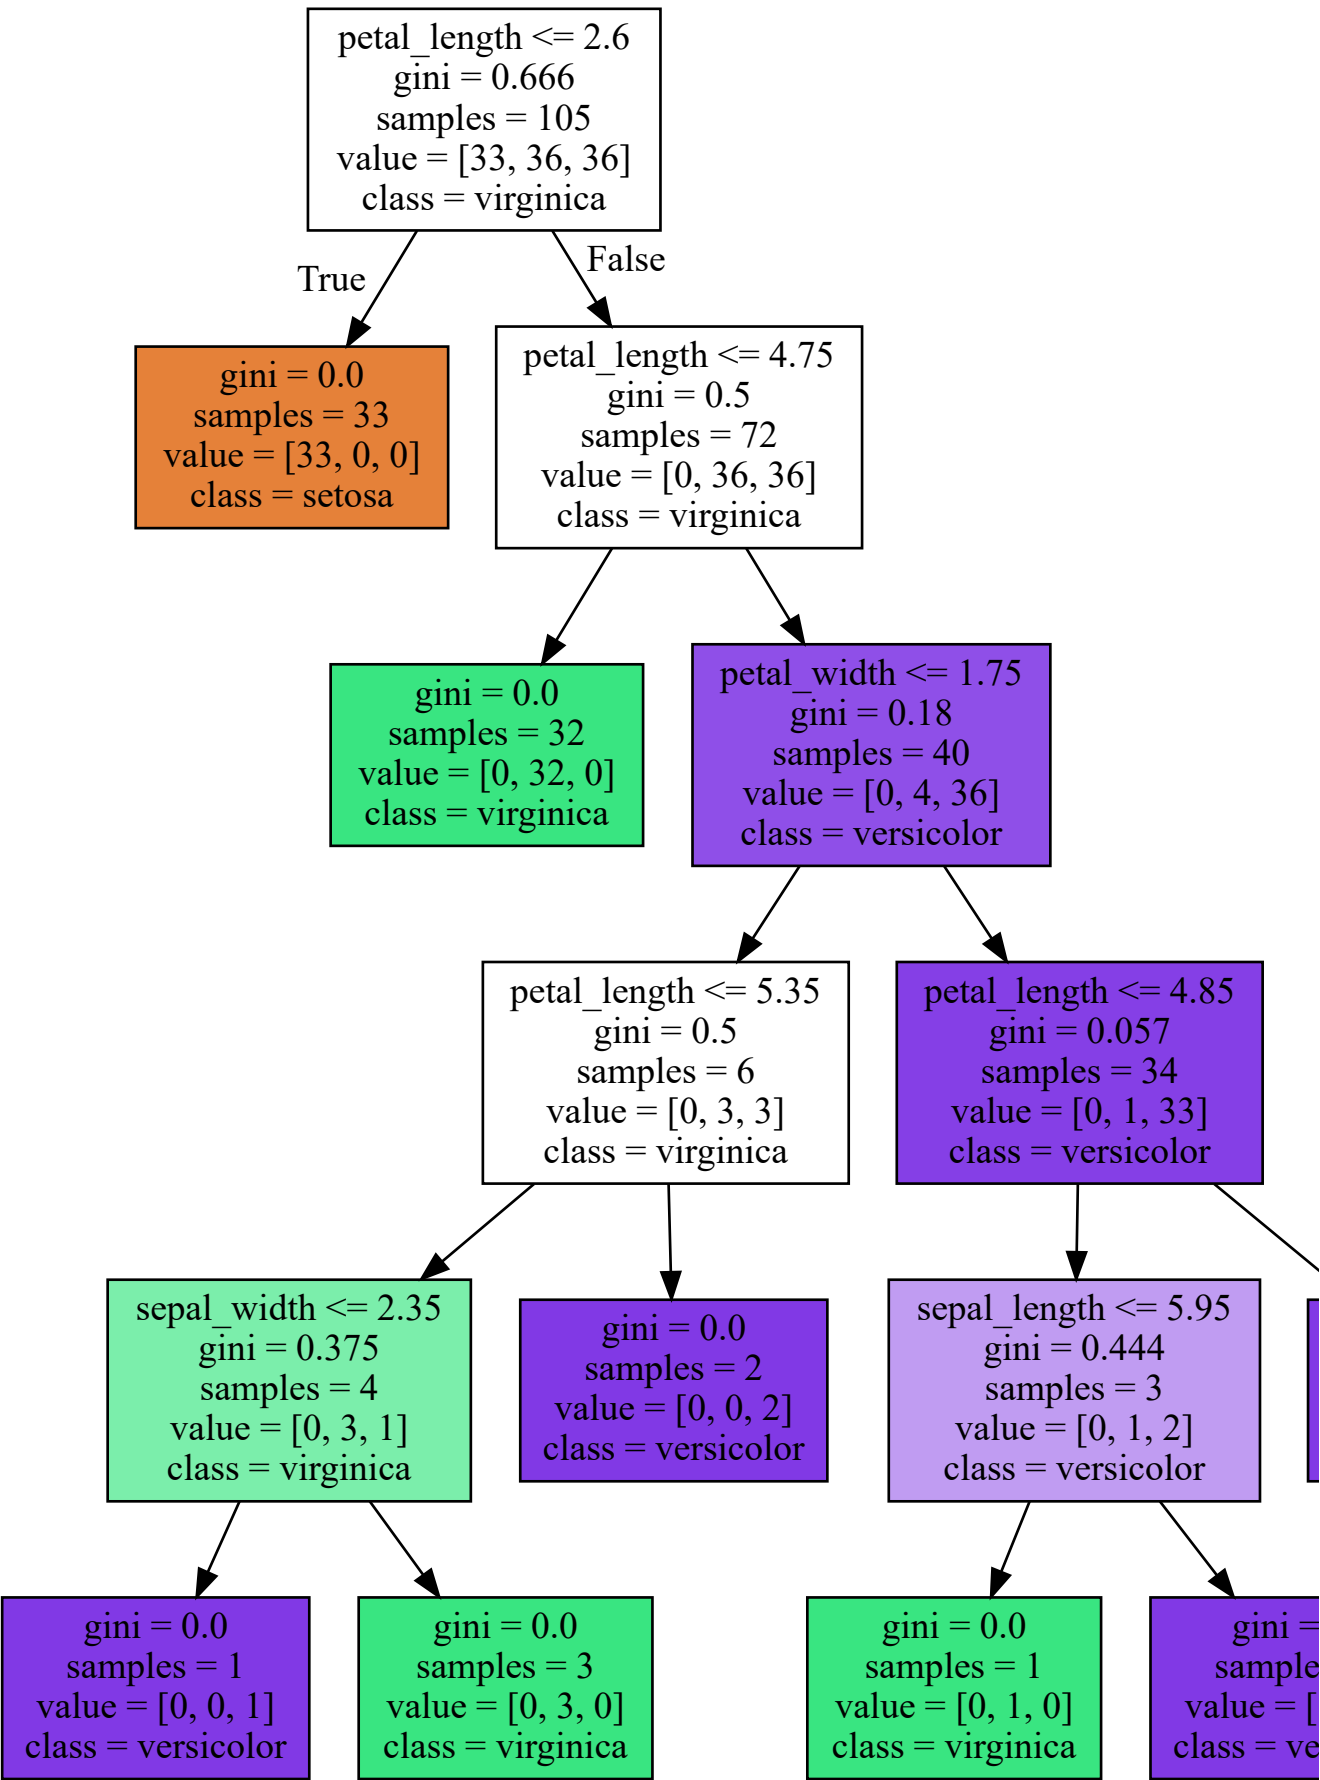 petal_length <= 2.6
gini = 0.666
samples = 105
value = [33, 36, 36]
class = virginica
True
False
gini = 0.0
samples = 33
value = [33, 0, 0]
class = setosa
petal_length <= 4.75
gini = 0.5
samples = 72
value = [0, 36, 36]
class = virginica
gini = 0.0
samples = 32
value = [0, 32, 0]
class = virginica
petal_width <= 1.75
gini = 0.18
samples = 40
value = [0, 4, 36]
class = versicolor
petal_length <= 5.35
gini = 0.5
samples = 6
value = [0, 3, 3]
class = virginica
petal_length <= 4.85
gini = 0.057
samples = 34
value = [0, 1, 33]
class = versicolor
sepal_width <= 2.35
gini = 0.375
samples = 4
value = [0, 3, 1]
class = virginica
gini = 0.0
samples = 2
value = [0, 0, 2]
class = versicolor
sepal_length <= 5.95
gini = 0.444
samples = 3
value = [0, 1, 2]
class = versicolor
gini = 0.0
samples = 1
value = [0, 0, 1]
class = versicolor
gini = 0.0
samples = 3
value = [0, 3, 0]
class = virginica
gini = 0.0
samples = 1
value = [0, 1, 0]
class = virginica
gini =
value = [
class =